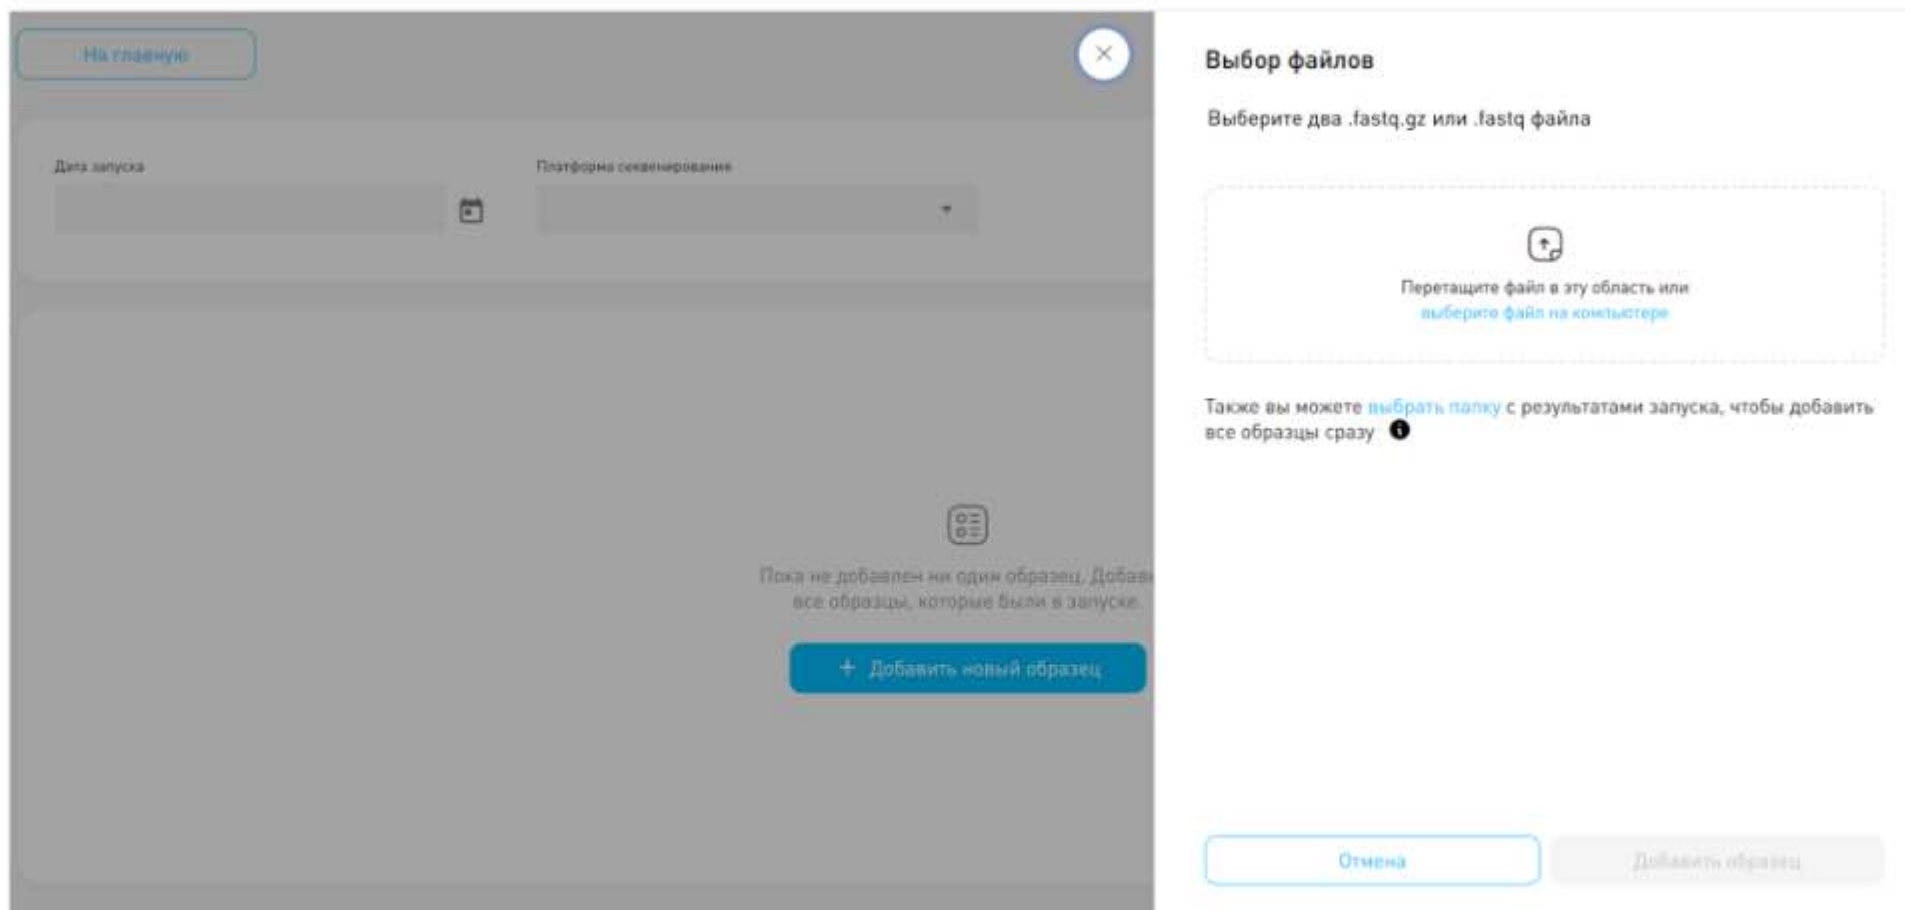 На главную
Дата запуска
Платформа секвенирования
Пока не добавлен ни один образец. Добав
все образцы, которые были в запуске.
+ Добавить новый образец
Выбор файлов
Выберите два .fastq.gz или .fastq файла
Перетащите файл в эту область или
выберите файл на компьютере
Также вы можете выбрать папку с результатами запуска, чтобы добавить
все образцы сразу
Отмена
Добавить образец